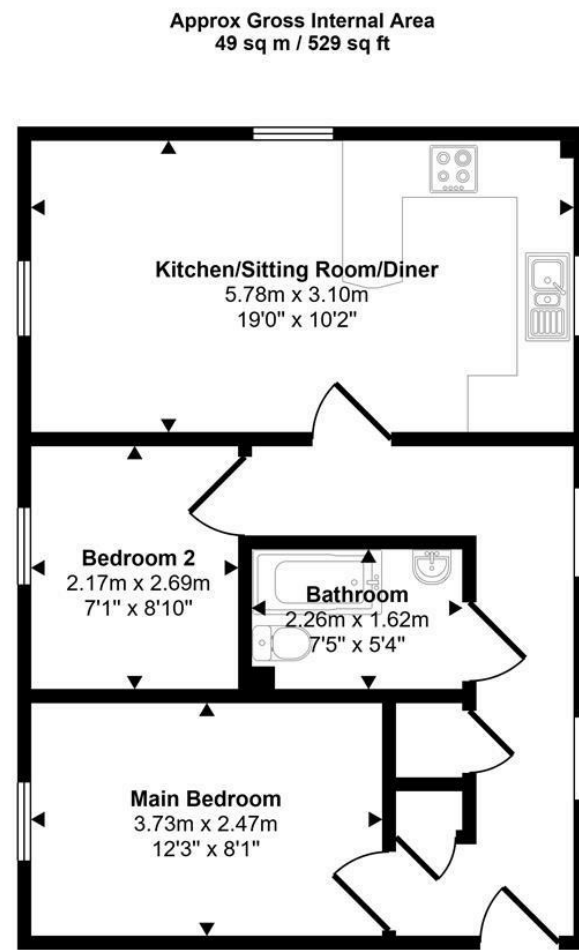 Approx Gross Internal Area
49 sq m / 529 sq ft
Kitchen/Sitting Room/Diner
5.78m x 3.10m
19'0" x 10'2"
Bedroom 2
2.17m x 2.69m
7'1" x 8'10"
Bathroom
2.26m x 1.62m
7'5" x 5'4"
Main Bedroom
3.73m x 2.47m
12'3" x 8'1"